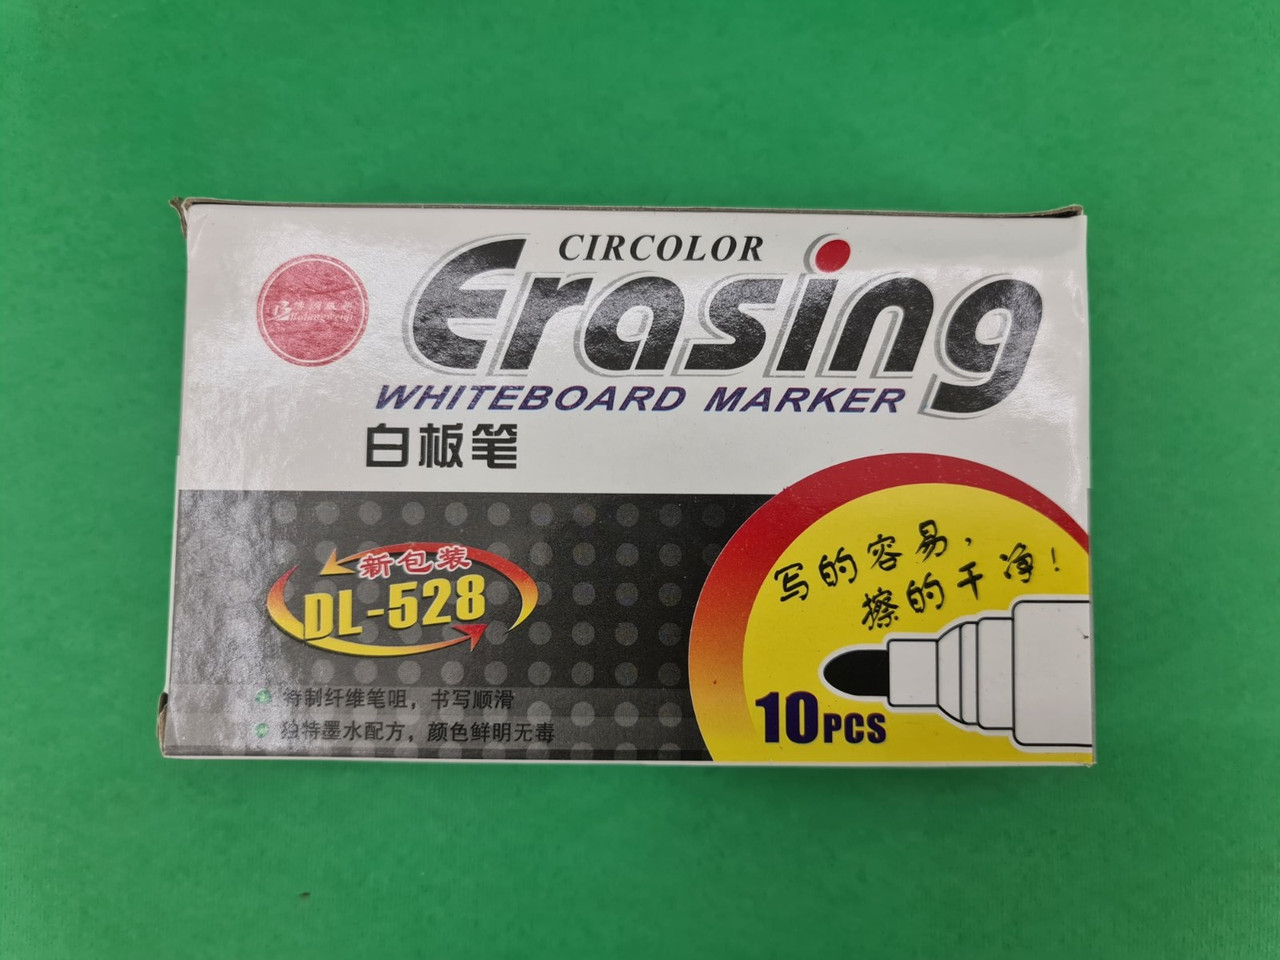 CIRCOLOR
Erasing
WHITEBOARD MARKER
白板笔
新包装
DL-528
特制纤维笔咀，书写顺滑
独特墨水配方，颜色鲜明无毒
写的容易，
擦的干净！
10PCS